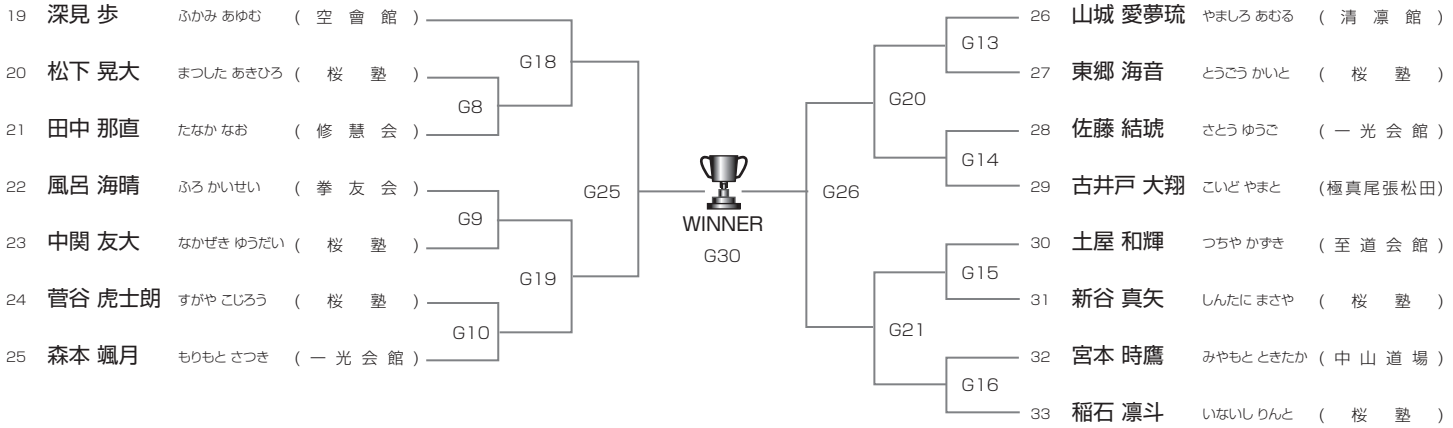 19 深見 歩 ふかみ あゆむ ( 空 會 館 )
G18
20 松下 晃大 まつした あきひろ ( 桜 塾 )
G8
21 田中 那直 たなか なお ( 修 慧 会 )
G25
22 風呂 海晴 ふろ かいせい ( 拳 友 会 )
G9
23 中関 友大 なかぜき ゆうだい ( 桜 塾 )
G19
24 菅谷 虎士朗 すがや こじろう ( 桜 塾 )
G10
25 森本 颯月 もりもと さつき ( 一 光 会 館 )
WINNER
G30
26 山城 愛夢琉 やましろ あむる ( 清 凛 館 )
G13
27 東郷 海音 とうごう かいと ( 桜 塾 )
G20
28 佐藤 結琥 さとう ゆうご ( 一 光 会 館 )
G14
29 古井戸 大翔 こいど やまと (極真尾張松田)
G26
30 土屋 和輝 つちや かずき ( 至 道 会 館 )
G15
31 新谷 真矢 しんたに まさや ( 桜 塾 )
G21
32 宮本 時鷹 みやもと ときたか ( 中 山 道 場 )
G16
33 稲石 凛斗 いないし りんと ( 桜 塾 )